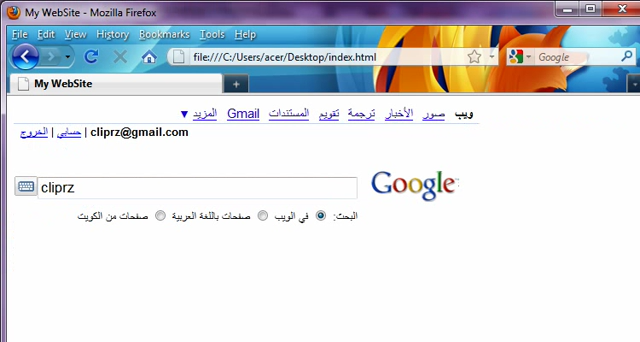 My WebSite - Mozilla Firefox
File Edit View History Bookmarks Tools Help
file:///C:/Users/acer/Desktop/index.html
Google
My WebSite
ويب صور الأخبار ترجمة تقويم المستندات Gmail المزيد ▼
cliprz@gmail.com | حسابي | الخروج
Google
cliprz
البحث: في الويب صفحات باللغة العربية صفحات من الكويت